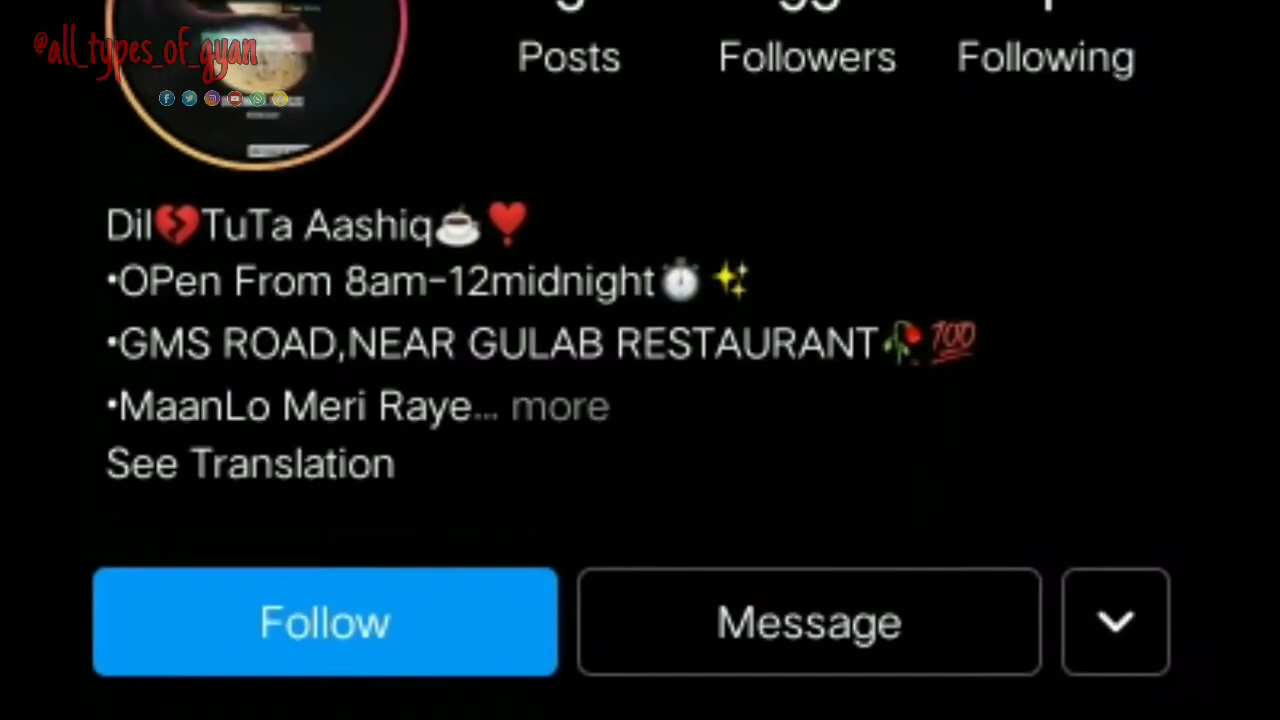 @all_types_of_gyan
Posts Followers Following
Dil💔TuTa Aashiq☕❣️
•OPen From 8am-12midnight⏱️✨
•GMS ROAD,NEAR GULAB RESTAURANT🥀💯
•MaanLo Meri Raye... more
See Translation
Follow Message